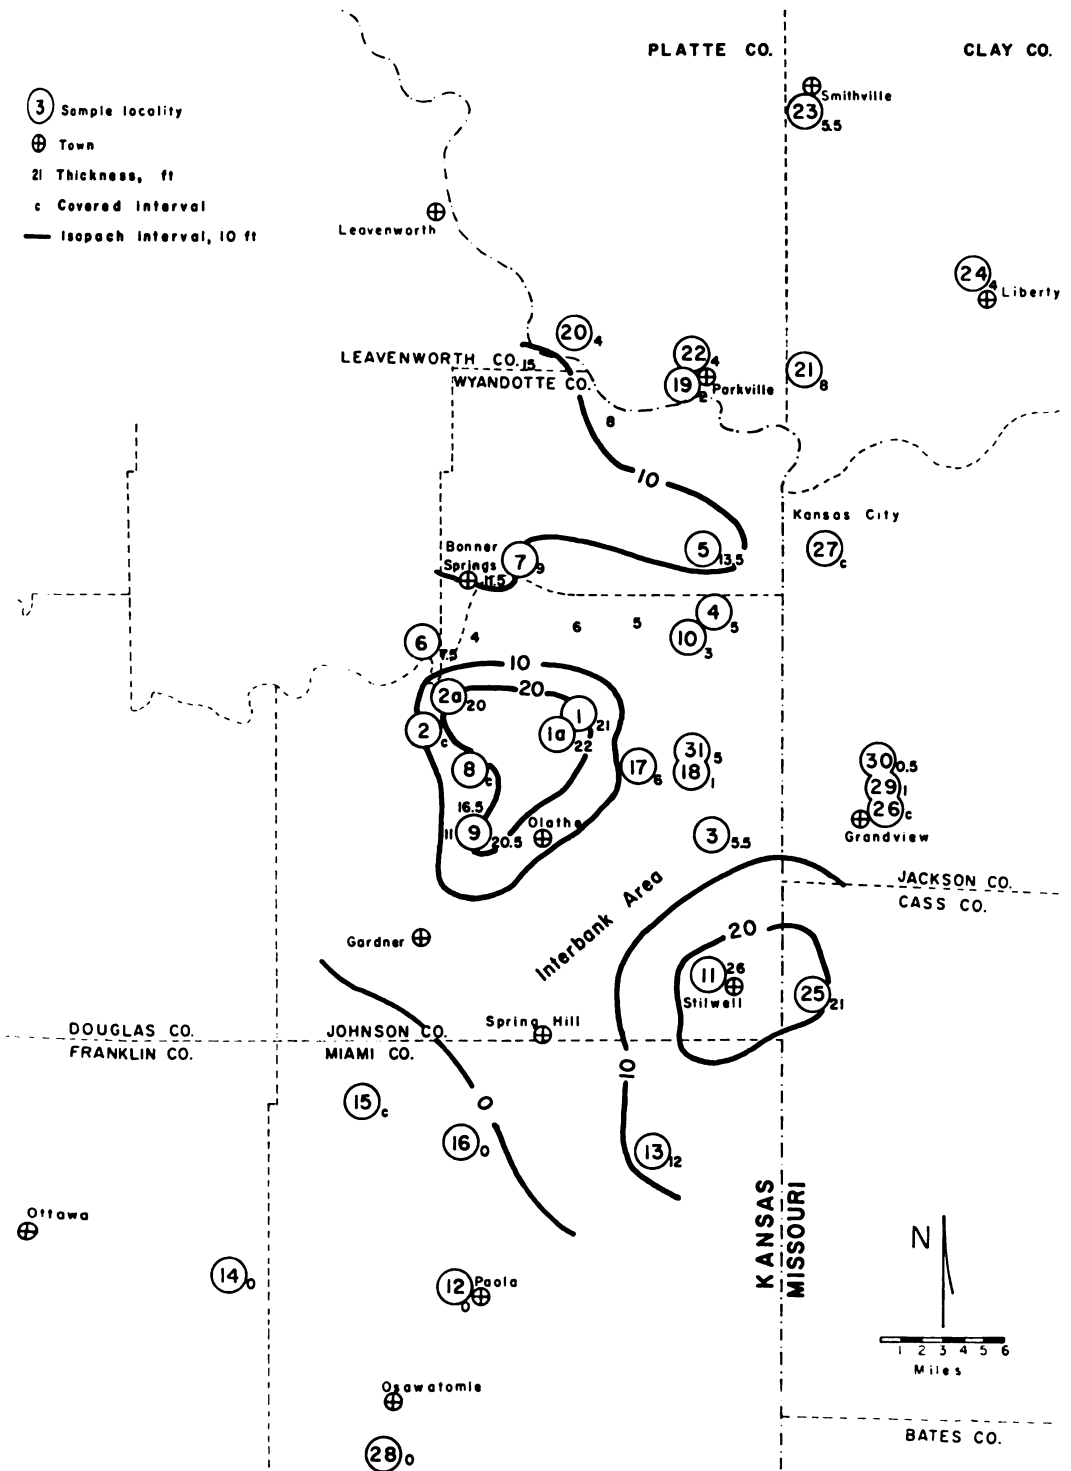 PLATTE CO.
CLAY CO.
Smithville
23
5.5
3 Sample locality
Town
21 Thickness, ft
c Covered Interval
Isopach Interval, 10 ft
Leavenworth
24
4
Liberty
20
4
22
4
LEAVENWORTH CO.
15
WYANDOTTE CO.
19
2
Parkville
21
8
8
10
Kansas City
Bonner
Springs
7
9
5
13.5
27
c
11.5
4
5
6
7.5
4
6
5
10
3
10
20
2a
20
2
c
1
21
1a
22
8
c
17
6
31
5
18
1
30
0.5
29
1
26
c
Grandview
16.5
11
9
20.5
Olathe
3
5.5
JACKSON CO.
CASS CO.
Interbank Area
Gardner
20
11
26
Stilwell
25
21
Spring Hill
DOUGLAS CO.
JOHNSON CO.
FRANKLIN CO.
MIAMI CO.
10
15
c
0
16
0
13
12
KANSAS
MISSOURI
Ottawa
N
14
0
12
0
Paola
1 2 3 4 5 6
Miles
Osawatomie
28
0
BATES CO.